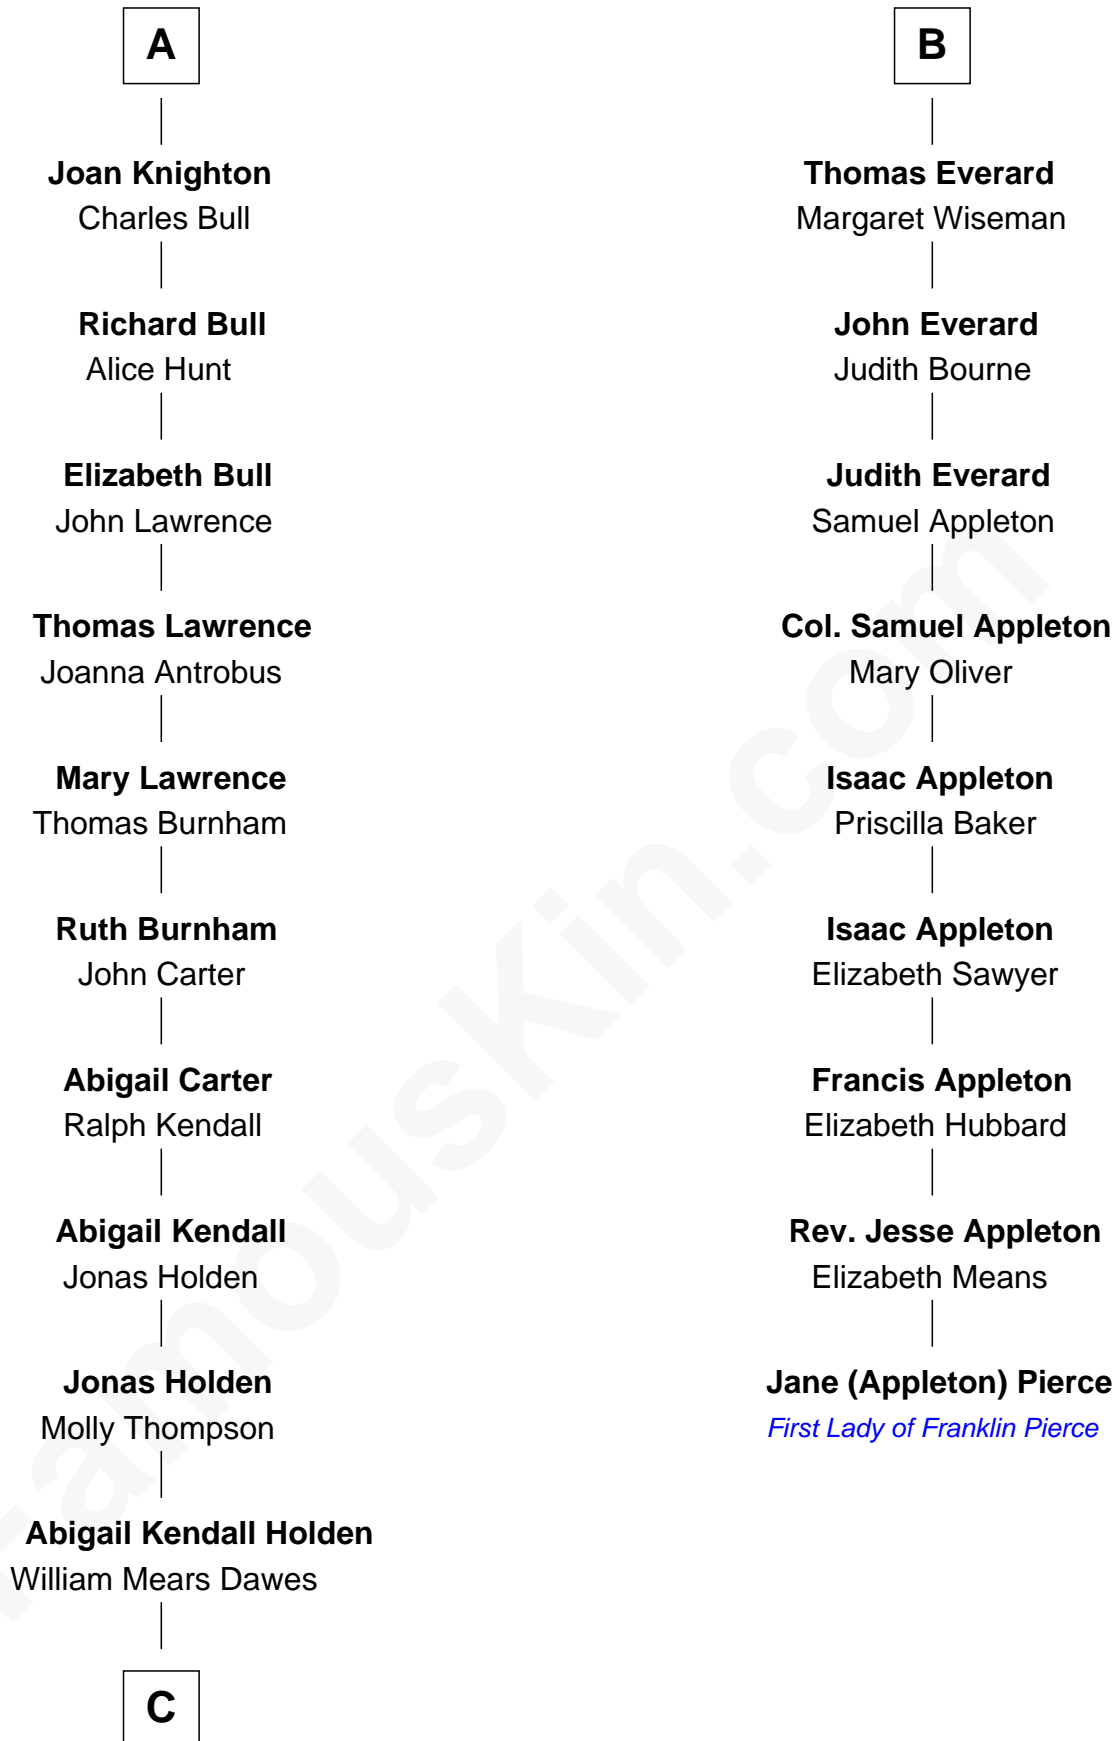 A
Joan Knighton
Charles Bull
Richard Bull
Alice Hunt
Elizabeth Bull
John Lawrence
Thomas Lawrence
Joanna Antrobus
Mary Lawrence
Thomas Burnham
Ruth Burnham
John Carter
Abigail Carter
Ralph Kendall
Abigail Kendall
Jonas Holden
Jonas Holden
Molly Thompson
Abigail Kendall Holden
William Mears Dawes
C
B
Thomas Everard
Margaret Wiseman
John Everard
Judith Bourne
Judith Everard
Samuel Appleton
Col. Samuel Appleton
Mary Oliver
Isaac Appleton
Priscilla Baker
Isaac Appleton
Elizabeth Sawyer
Francis Appleton
Elizabeth Hubbard
Rev. Jesse Appleton
Elizabeth Means
Jane (Appleton) Pierce
First Lady of Franklin Pierce
FamousKin.com